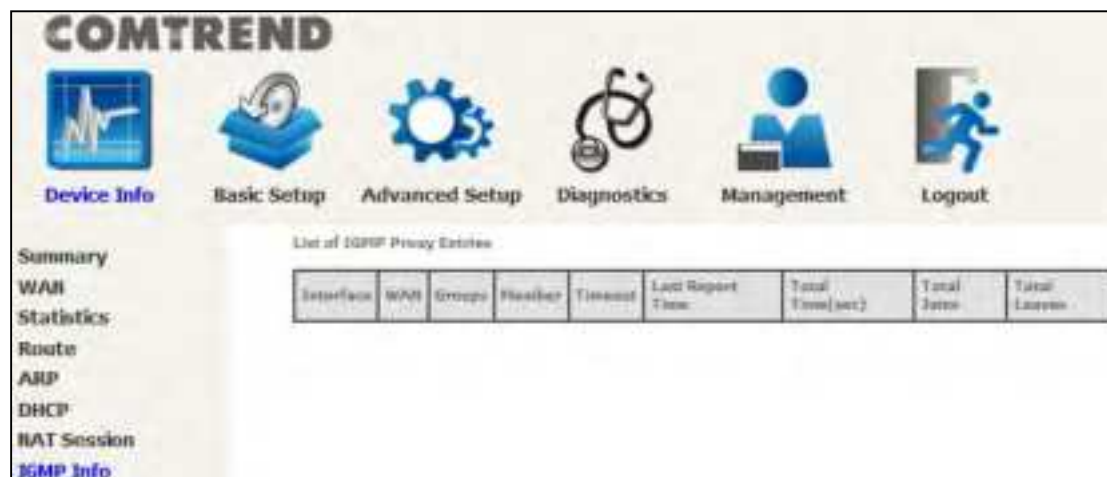 COMTREND
Device Info Basic Setup Advanced Setup Diagnostics Management Logout
Summary
WAN
Statistics
Route
ARP
DHCP
NAT Session
IGMP Info
List of IGMP Proxy Entries
Interface WAN Groups Member Timeout Last Report Time Total Time(sec) Total Joins Total Leaves